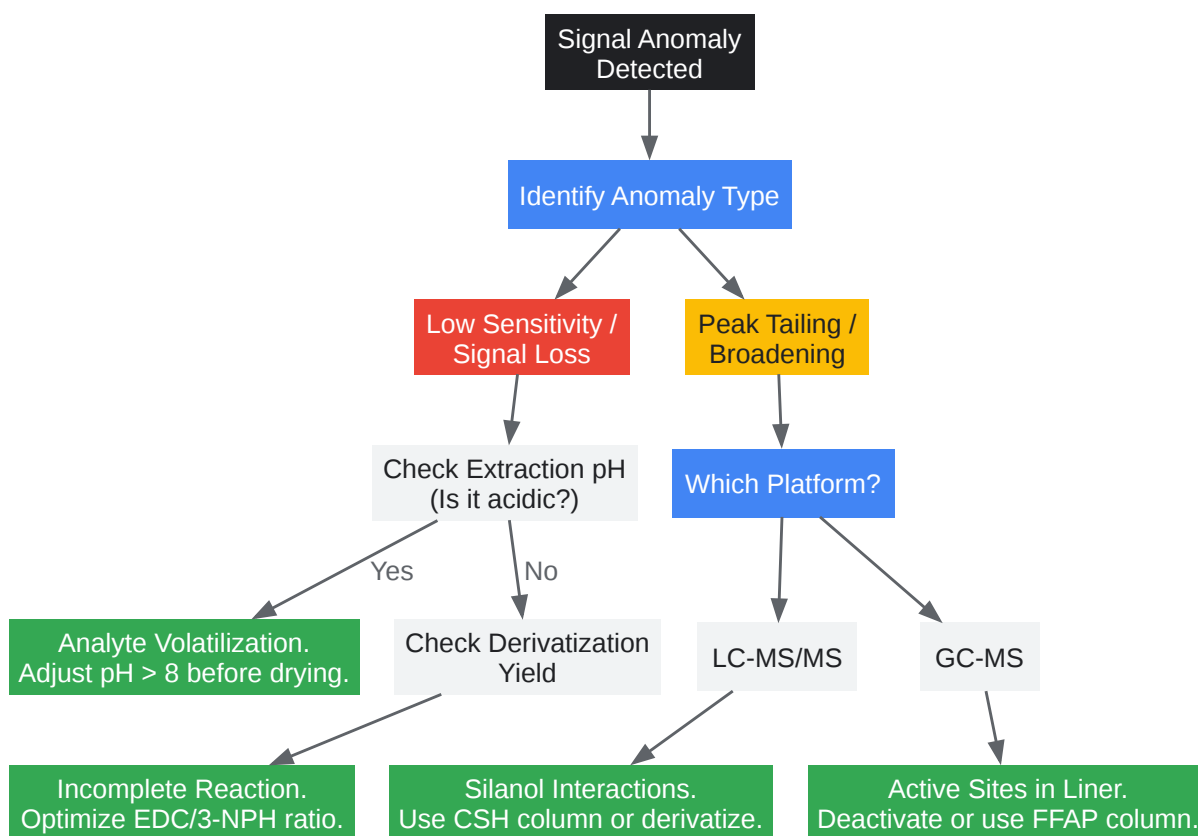 Signal Anomaly
Detected
Identify Anomaly Type
Low Sensitivity /
Signal Loss
Peak Tailing /
Broadening
Check Extraction pH
(Is it acidic?)
Which Platform?
Yes
No
Analyte Volatilization.
Adjust pH > 8 before drying.
Check Derivatization
Yield
LC-MS/MS
GC-MS
Incomplete Reaction.
Optimize EDC/3-NPH ratio.
Silanol Interactions.
Use CSH column or derivatize.
Active Sites in Liner.
Deactivate or use FFAP column.